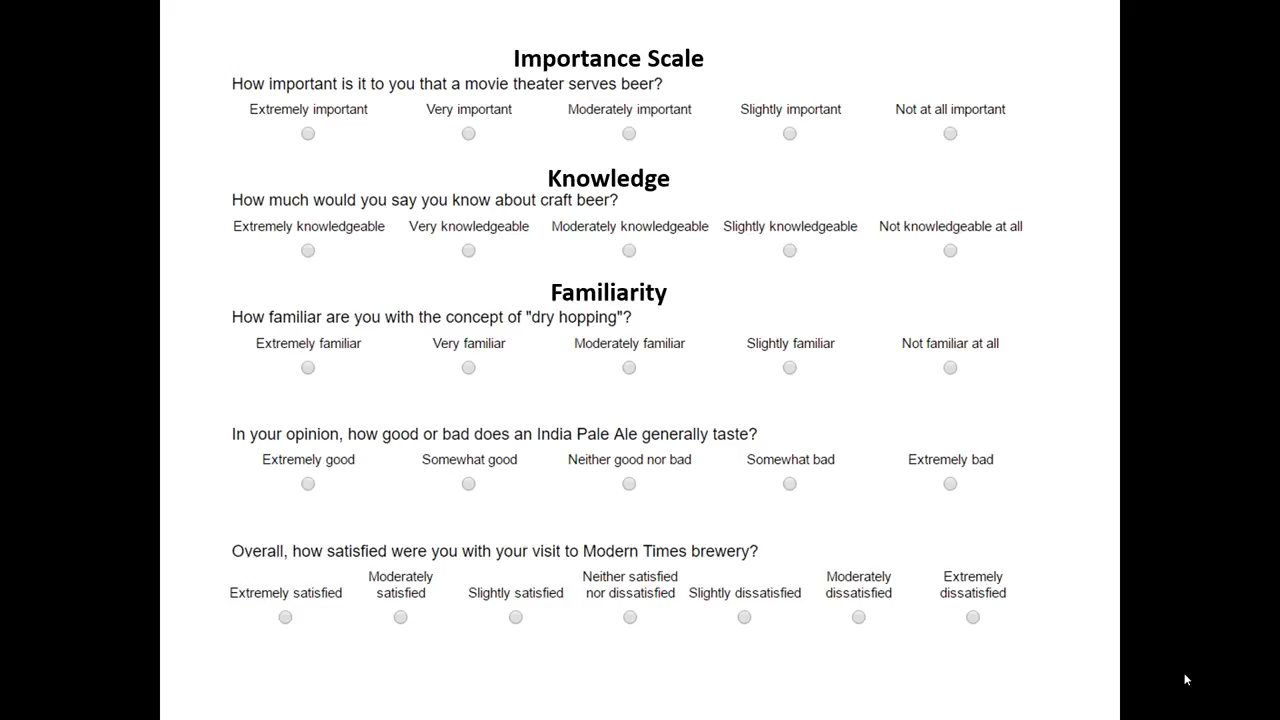 Importance Scale
How important is it to you that a movie theater serves beer?
Extremely important Very important Moderately important Slightly important Not at all important
Knowledge
How much would you say you know about craft beer?
Extremely knowledgeable Very knowledgeable Moderately knowledgeable Slightly knowledgeable Not knowledgeable at all
Familiarity
How familiar are you with the concept of "dry hopping"?
Extremely familiar Very familiar Moderately familiar Slightly familiar Not familiar at all
In your opinion, how good or bad does an India Pale Ale generally taste?
Extremely good Somewhat good Neither good nor bad Somewhat bad Extremely bad
Overall, how satisfied were you with your visit to Modern Times brewery?
Moderately Neither satisfied Moderately Extremely
Extremely satisfied satisfied Slightly satisfied nor dissatisfied Slightly dissatisfied dissatisfied dissatisfied